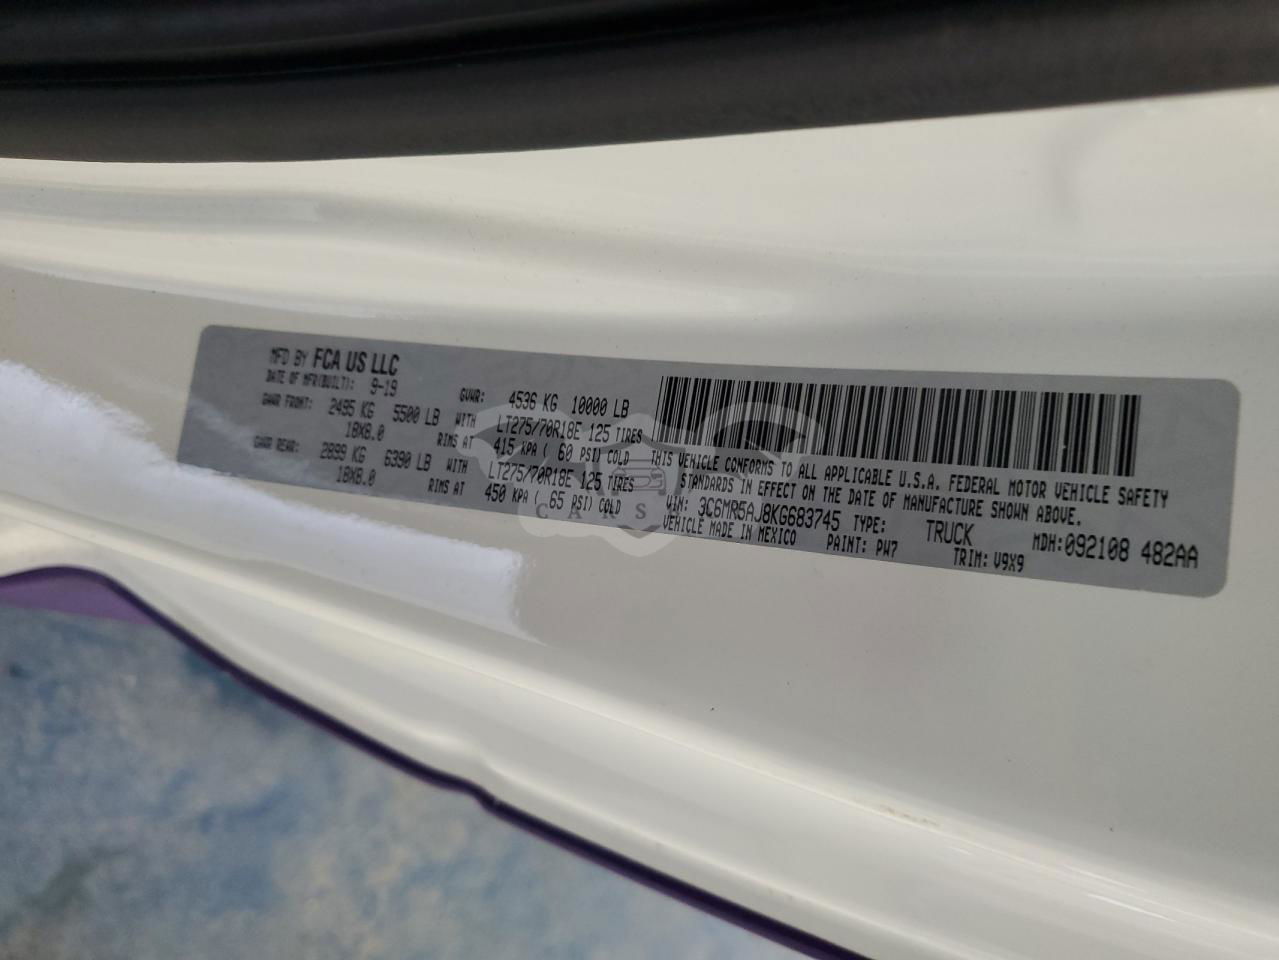 MFD BY FCA US LLC
DATE OF MFR(BUILT): 9-19 GVWR: 4536 KG 10000 LB
GAWR FRONT: 2495 KG 5500 LB WITH LT275/70R18E 125 TIRES
18X8.0 RIMS AT 415 KPA ( 60 PSI) COLD
GAWR REAR: 2899 KG 6390 LB WITH LT275/70R18E 125 TIRES
18X8.0 RIMS AT 450 KPA ( 65 PSI) COLD
THIS VEHICLE CONFORMS TO ALL APPLICABLE U.S.A. FEDERAL MOTOR VEHICLE SAFETY
STANDARDS IN EFFECT ON THE DATE OF MANUFACTURE SHOWN ABOVE.
VIN: 3C6MR5AJ8KG683745 TYPE: TRUCK MDH:092108 482AA
VEHICLE MADE IN MEXICO PAINT: PW7 TRIM: V9X9
CARS